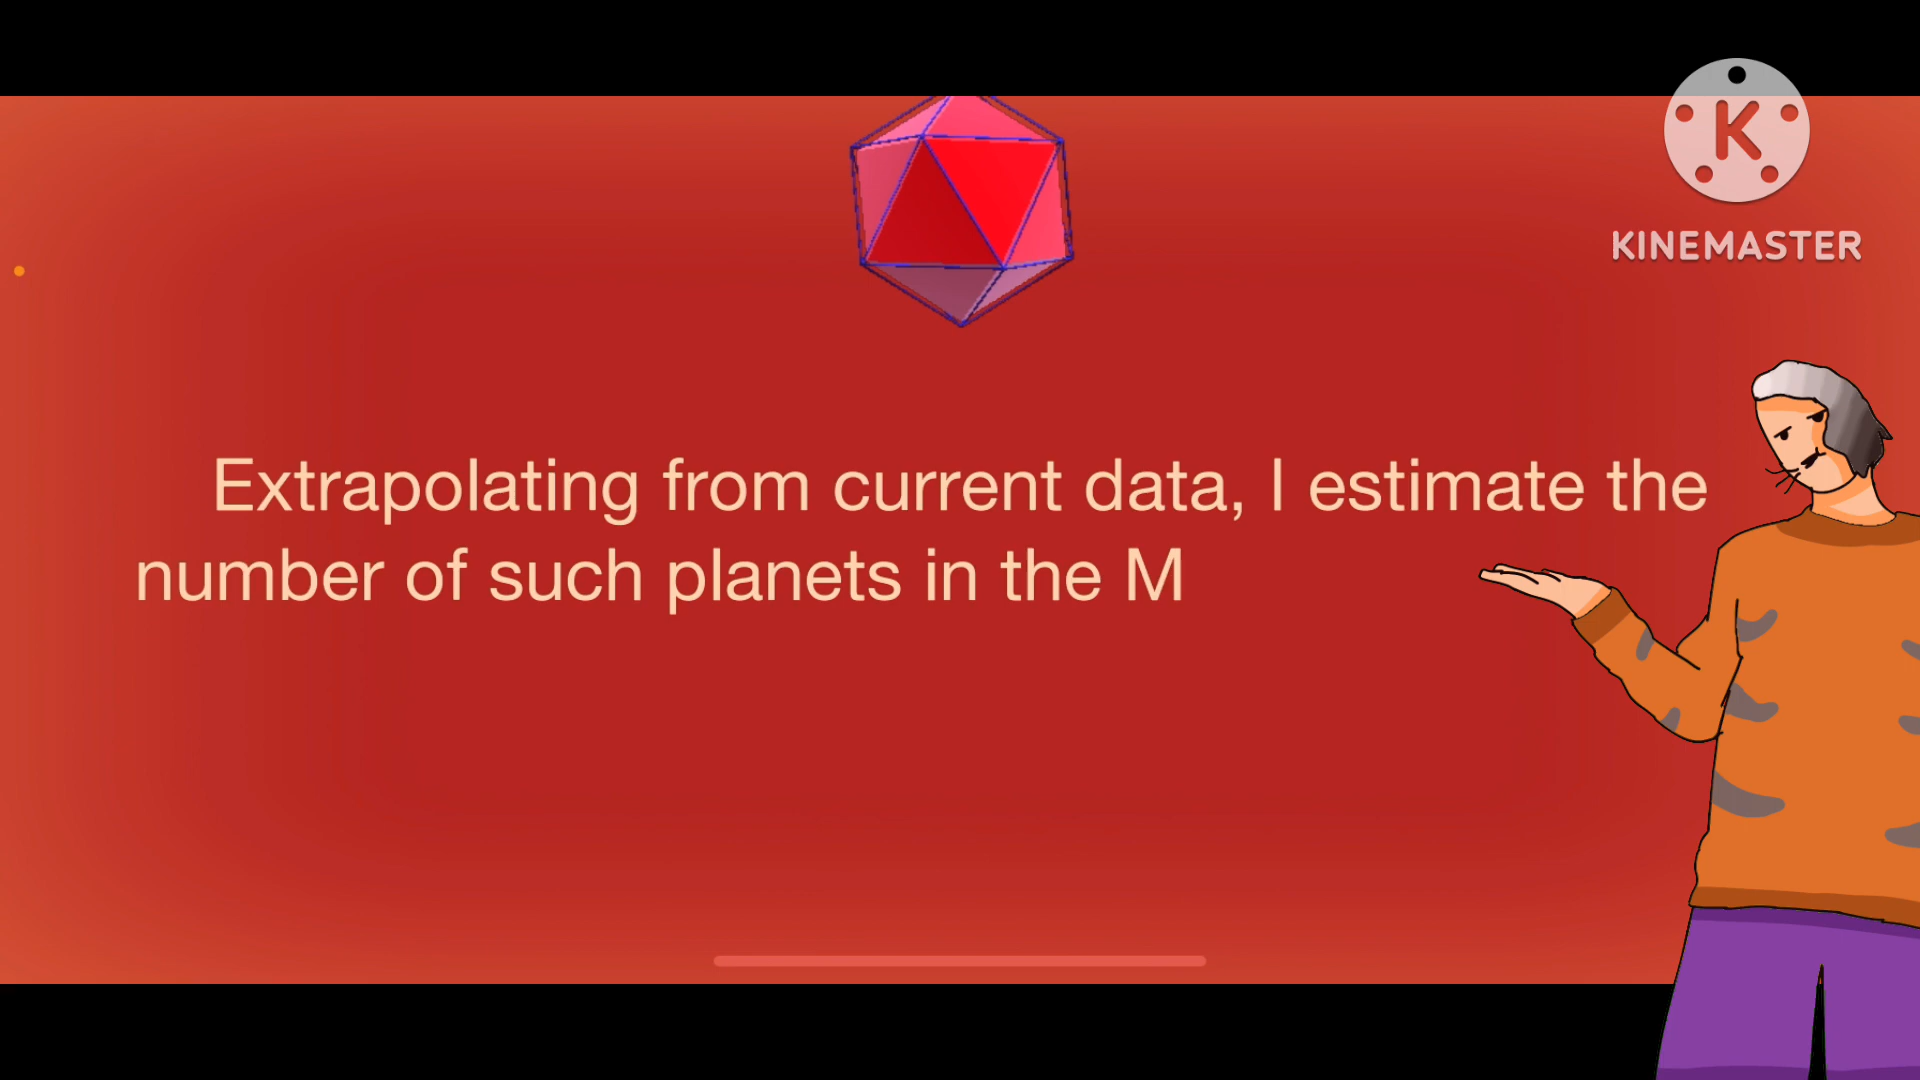 K
KINEMASTER
Extrapolating from current data, I estimate the
number of such planets in the M